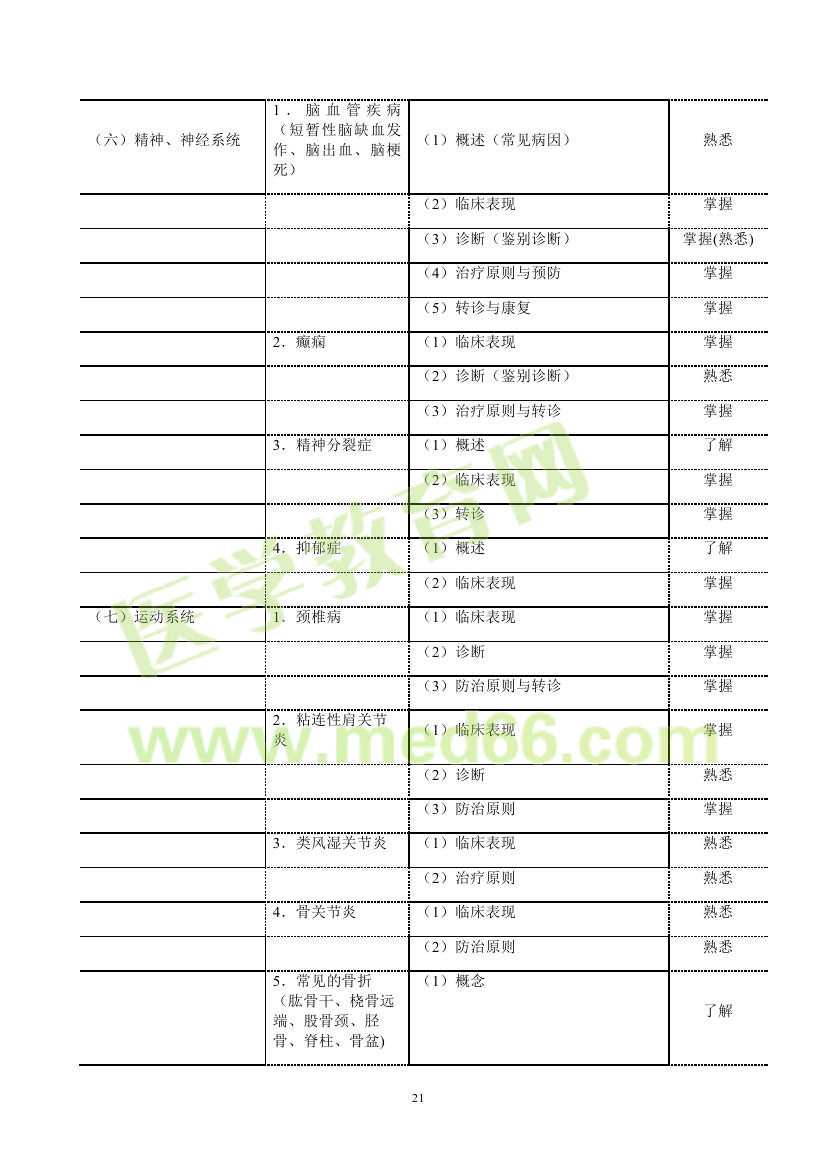 1．脑血管疾病
（短暂性脑缺血发
（六）精神、神经系统 作、脑出血、脑梗 （1）概述（常见病因） 熟悉
死）
（2）临床表现 掌握
（3）诊断（鉴别诊断） 掌握(熟悉)
（4）治疗原则与预防 掌握
（5）转诊与康复 掌握
2．癫痫 （1）临床表现 掌握
（2）诊断（鉴别诊断） 熟悉
（3）治疗原则与转诊 掌握
3．精神分裂症 （1）概述 了解
（2）临床表现 掌握
（3）转诊 掌握
4．抑郁症 （1）概述 了解
（2）临床表现 掌握
（七）运动系统 1．颈椎病 （1）临床表现 掌握
（2）诊断 掌握
（3）防治原则与转诊 掌握
2．粘连性肩关节
炎 （1）临床表现 掌握
（2）诊断 熟悉
（3）防治原则 掌握
3．类风湿关节炎 （1）临床表现 熟悉
（2）治疗原则 熟悉
4．骨关节炎 （1）临床表现 熟悉
（2）防治原则 熟悉
5．常见的骨折 （1）概念
（肱骨干、桡骨远
端、股骨颈、胫 了解
骨、脊柱、骨盆)
医学教育网
www.med66.com
21